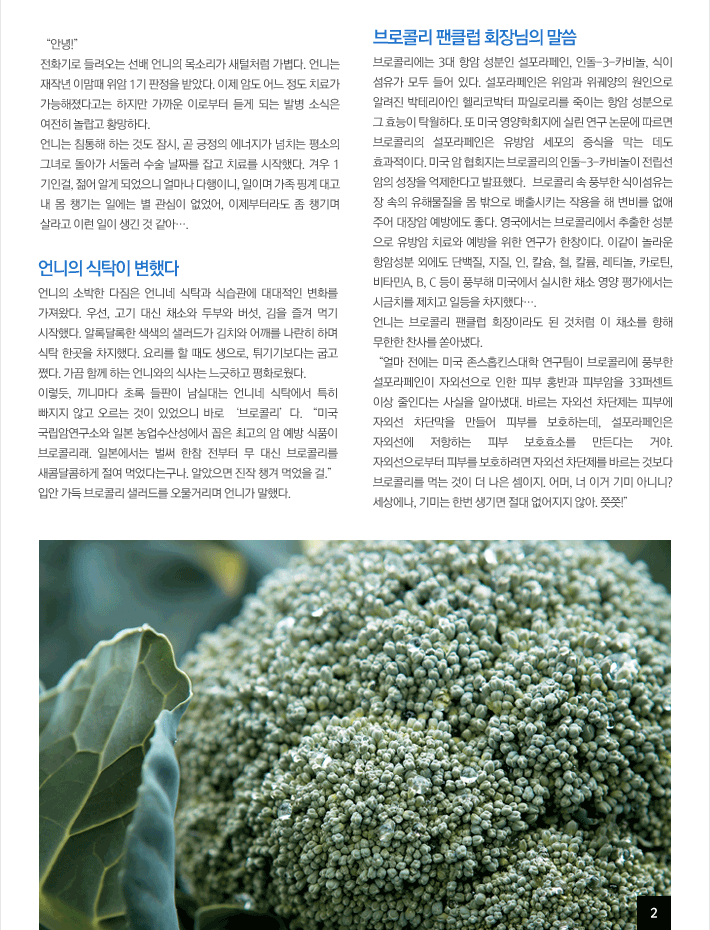 “안녕!”
전화기로 들려오는 선배 언니의 목소리가 새털처럼 가볍다. 언니는
재작년 이맘때 위암 1기 판정을 받았다. 이제 암도 어느 정도 치료가
가능해졌다고는 하지만 가까운 이로부터 듣게 되는 발병 소식은
여전히 놀랍고 황망하다.
언니는 침통해 하는 것도 잠시, 곧 긍정의 에너지가 넘치는 평소의
그녀로 돌아가 서둘러 수술 날짜를 잡고 치료를 시작했다. 겨우 1
기인걸, 젊어 알게 되었으니 얼마나 다행이니, 일이며 가족 핑계 대고
내 몸 챙기는 일에는 별 관심이 없었어, 이제부터라도 좀 챙기며
살라고 이런 일이 생긴 것 같아….
언니의 식탁이 변했다
언니의 소박한 다짐은 언니네 식탁과 식습관에 대대적인 변화를
가져왔다. 우선, 고기 대신 채소와 두부와 버섯, 김을 즐겨 먹기
시작했다. 알록달록한 색색의 샐러드가 김치와 어깨를 나란히 하며
식탁 한곳을 차지했다. 요리를 할 때도 생으로, 튀기기보다는 굽고
쪘다. 가끔 함께 하는 언니와의 식사는 느긋하고 평화로웠다.
이렇듯, 끼니마다 초록 들판이 남실대는 언니네 식탁에서 특히
빠지지 않고 오르는 것이 있었으니 바로 ‘브로콜리’ 다. “미국
국립암연구소와 일본 농업수산성에서 꼽은 최고의 암 예방 식품이
브로콜리래. 일본에서는 벌써 한참 전부터 무 대신 브로콜리를
새콤달콤하게 절여 먹었다는구나. 알았으면 진작 챙겨 먹었을 걸.”
입안 가득 브로콜리 샐러드를 오물거리며 언니가 말했다.
브로콜리 팬클럽 회장님의 말씀
브로콜리에는 3대 항암 성분인 설포라페인, 인돌-3-카비놀, 식이
섬유가 모두 들어 있다. 설포라페인은 위암과 위궤양의 원인으로
알려진 박테리아인 헬리코박터 파일로리를 죽이는 항암 성분으로
그 효능이 탁월하다. 또 미국 영양학회지에 실린 연구 논문에 따르면
브로콜리의 설포라페인은 유방암 세포의 증식을 막는 데도
효과적이다. 미국 암 협회지는 브로콜리의 인돌-3-카비놀이 전립선
암의 성장을 억제한다고 발표했다. 브로콜리 속 풍부한 식이섬유는
장 속의 유해물질을 몸 밖으로 배출시키는 작용을 해 변비를 없애
주어 대장암 예방에도 좋다. 영국에서는 브로콜리에서 추출한 성분
으로 유방암 치료와 예방을 위한 연구가 한창이다. 이같이 놀라운
항암성분 외에도 단백질, 지질, 인, 칼슘, 철, 칼륨, 레티놀, 카로틴,
비타민A, B, C 등이 풍부해 미국에서 실시한 채소 영양 평가에서는
시금치를 제치고 일등을 차지했다….
언니는 브로콜리 팬클럽 회장이라도 된 것처럼 이 채소를 향해
무한한 찬사를 쏟아냈다.
“얼마 전에는 미국 존스홉킨스대학 연구팀이 브로콜리에 풍부한
설포라페인이 자외선으로 인한 피부 홍반과 피부암을 33퍼센트
이상 줄인다는 사실을 알아냈대. 바르는 자외선 차단제는 피부에
자외선 차단막을 만들어 피부를 보호하는데, 설포라페인은
자외선에 저항하는 피부 보호효소를 만든다는 거야.
자외선으로부터 피부를 보호하려면 자외선 차단제를 바르는 것보다
브로콜리를 먹는 것이 더 나은 셈이지. 어머, 너 이거 기미 아니니?
세상에나, 기미는 한번 생기면 절대 없어지지 않아. 쯧쯧!”
2